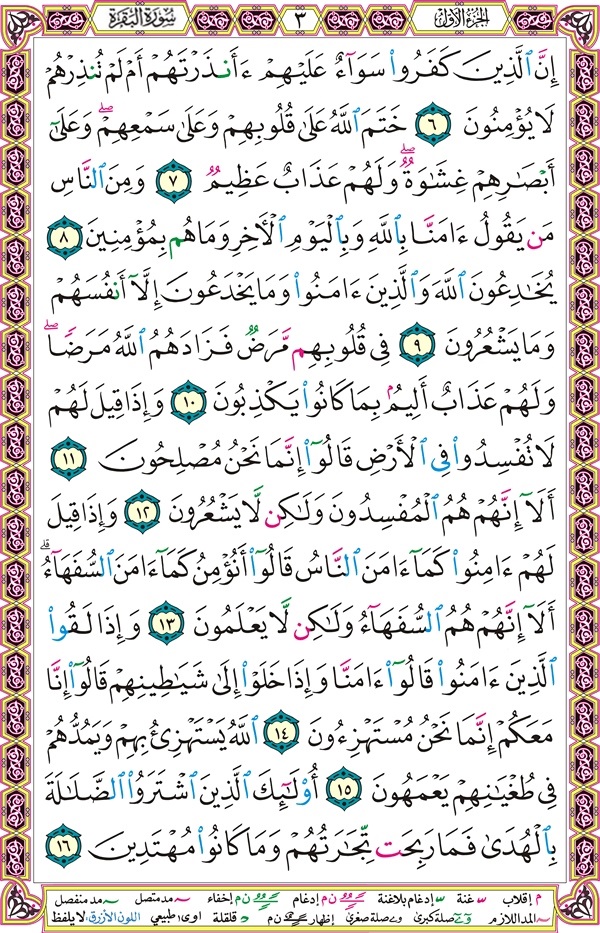 الجزء الأول ٣ سورة البقرة
إِنَّ ٱلَّذِينَ كَفَرُوا۟ سَوَآءٌ عَلَيْهِمْ ءَأَنذَرْتَهُمْ أَمْ لَمْ تُنذِرْهُمْ
لَا يُؤْمِنُونَ ٦ خَتَمَ ٱللَّهُ عَلَىٰ قُلُوبِهِمْ وَعَلَىٰ سَمْعِهِمْ ۖ وَعَلَىٰٓ
أَبْصَـٰرِهِمْ غِشَـٰوَةٌ ۖ وَلَهُمْ عَذَابٌ عَظِيمٌ ٧ وَمِنَ ٱلنَّاسِ
مَن يَقُولُ ءَامَنَّا بِٱللَّهِ وَبِٱلْيَوْمِ ٱلْـَٔاخِرِ وَمَا هُم بِمُؤْمِنِينَ ٨
يُخَـٰدِعُونَ ٱللَّهَ وَٱلَّذِينَ ءَامَنُوا۟ وَمَا يَخْدَعُونَ إِلَّآ أَنفُسَهُمْ
وَمَا يَشْعُرُونَ ٩ فِى قُلُوبِهِم مَّرَضٌ فَزَادَهُمُ ٱللَّهُ مَرَضًا ۖ
وَلَهُمْ عَذَابٌ أَلِيمٌۢ بِمَا كَانُوا۟ يَكْذِبُونَ ١٠ وَإِذَا قِيلَ لَهُمْ
لَا تُفْسِدُوا۟ فِى ٱلْأَرْضِ قَالُوٓا۟ إِنَّمَا نَحْنُ مُصْلِحُونَ ١١
أَلَآ إِنَّهُمْ هُمُ ٱلْمُفْسِدُونَ وَلَـٰكِن لَّا يَشْعُرُونَ ١٢ وَإِذَا قِيلَ
لَهُمْ ءَامِنُوا۟ كَمَآ ءَامَنَ ٱلنَّاسُ قَالُوٓا۟ أَنُؤْمِنُ كَمَآ ءَامَنَ ٱلسُّفَهَآءُ ۗ
أَلَآ إِنَّهُمْ هُمُ ٱلسُّفَهَآءُ وَلَـٰكِن لَّا يَعْلَمُونَ ١٣ وَإِذَا لَقُوا۟
ٱلَّذِينَ ءَامَنُوا۟ قَالُوٓا۟ ءَامَنَّا وَإِذَا خَلَوْا۟ إِلَىٰ شَيَـٰطِينِهِمْ قَالُوٓا۟ إِنَّا
مَعَكُمْ إِنَّمَا نَحْنُ مُسْتَهْزِءُونَ ١٤ ٱللَّهُ يَسْتَهْزِئُ بِهِمْ وَيَمُدُّهُمْ
فِى طُغْيَـٰنِهِمْ يَعْمَهُونَ ١٥ أُو۟لَـٰٓئِكَ ٱلَّذِينَ ٱشْتَرَوُا۟ ٱلضَّلَـٰلَةَ
بِٱلْهُدَىٰ فَمَا رَبِحَت تِّجَـٰرَتُهُمْ وَمَا كَانُوا۟ مُهْتَدِينَ ١٦
م إقلاب غنة إدغام بلاغنة ن م إدغام ن م إخفاء مد متصل مد منفصل
المد اللازم صلة كبرى صلة صغرى إظهار ن م قلقلة اوى: طبيعي اللون الأزرق: لا يلفظ